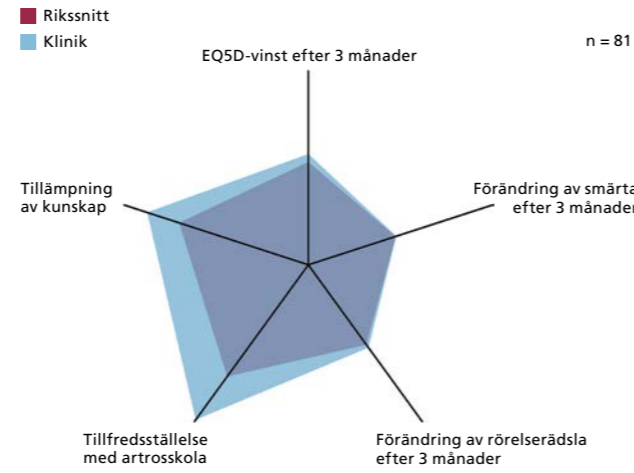 Rikssnitt
Klinik
n = 81
EQ5D-vinst efter 3 månader
Tillämpning
av kunskap
Förändring av smärta
efter 3 månader
Tillfredsställelse
med artrosskola
Förändring av rörelserädsla
efter 3 månader